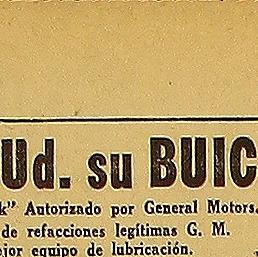 Ud. su BUIC
k” Autorizado por General Motors.
de refacciones legítimas G. M.
ejor equipo de lubricación.